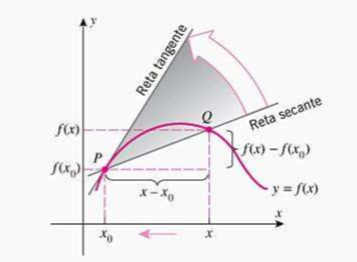 y
Reta tangente
Reta secante
Q
f(x)
P
f(x) – f(x₀)
f(x₀)
x – x₀
y = f(x)
x
x₀
x